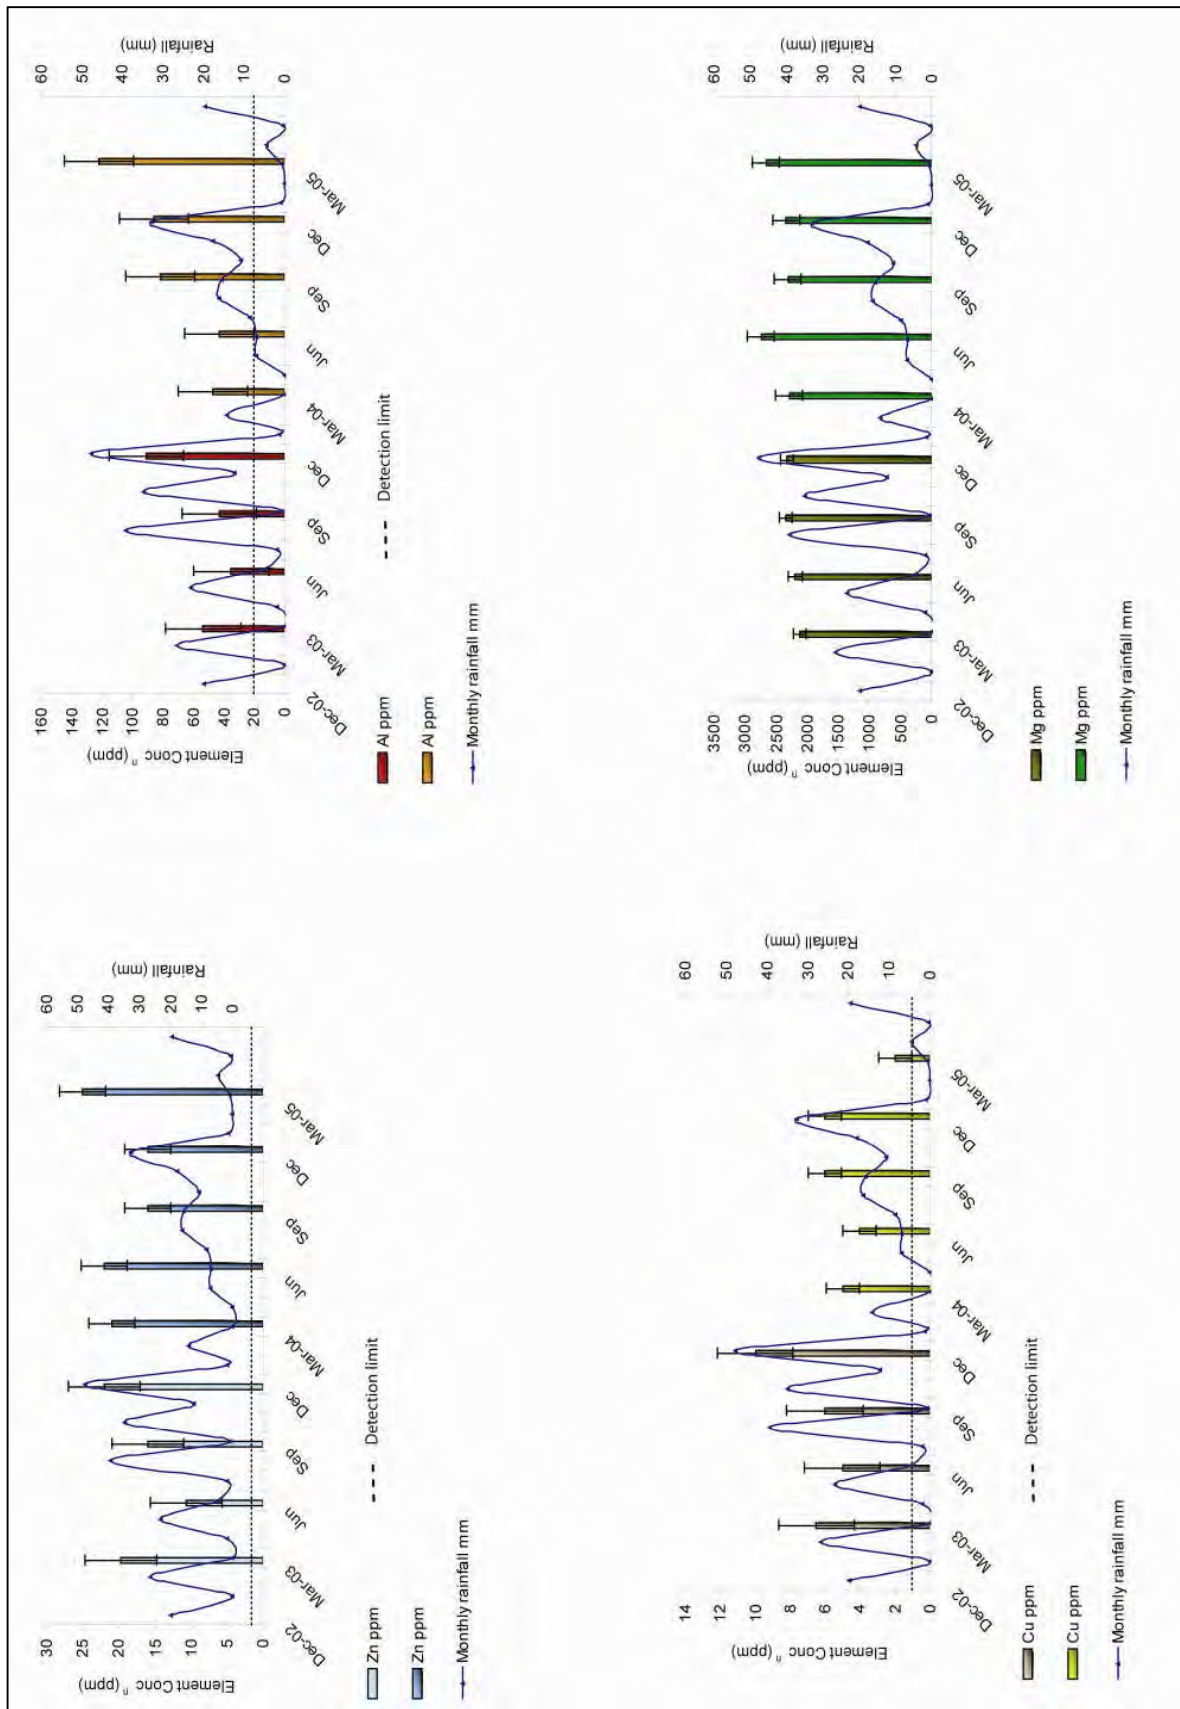 Element Conc ⁿ (ppm)
30
25
20
15
10
5
0
Rainfall (mm)
60
50
40
30
20
10
0
Dec-02
Mar-03
Jun
Sep
Dec
Mar-04
Jun
Sep
Dec
Mar-05
Zn ppm
Zn ppm
Monthly rainfall mm
Detection limit
Element Conc ⁿ (ppm)
160
140
120
100
80
60
40
20
0
Rainfall (mm)
60
50
40
30
20
10
0
Dec-02
Mar-03
Jun
Sep
Dec
Mar-04
Jun
Sep
Dec
Mar-05
Al ppm
Al ppm
Monthly rainfall mm
Detection limit
Element Conc ⁿ (ppm)
14
12
10
8
6
4
2
0
Rainfall (mm)
60
50
40
30
20
10
0
Dec-02
Mar-03
Jun
Sep
Dec
Mar-04
Jun
Sep
Dec
Mar-05
Cu ppm
Cu ppm
Monthly rainfall mm
Detection limit
Element Conc ⁿ (ppm)
3500
3000
2500
2000
1500
1000
500
0
Rainfall (mm)
60
50
40
30
20
10
0
Dec-02
Mar-03
Jun
Sep
Dec
Mar-04
Jun
Sep
Dec
Mar-05
Mg ppm
Mg ppm
Monthly rainfall mm